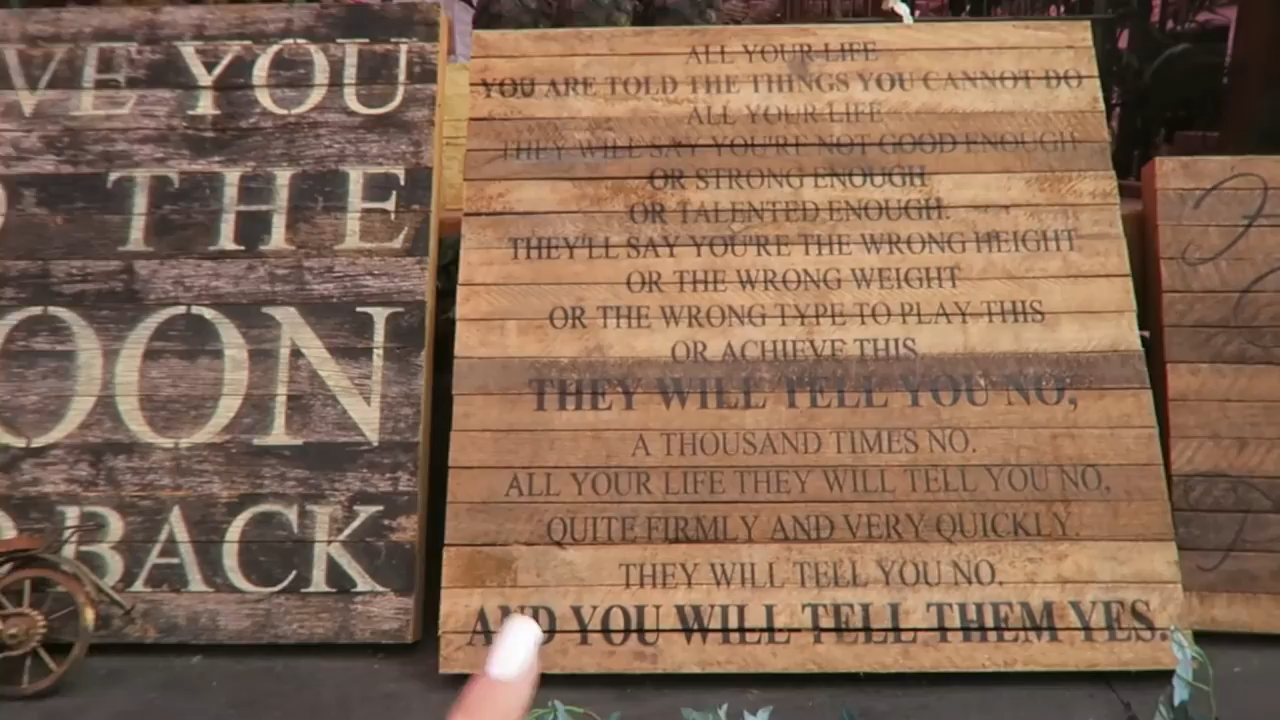 VE YOU
THE
OON
BACK
ALL YOUR LIFE
YOU ARE TOLD THE THINGS YOU CANNOT DO
ALL YOUR LIFE
THEY WILL SAY YOU'RE NOT GOOD ENOUGH
OR STRONG ENOUGH
OR TALENTED ENOUGH.
THEY'LL SAY YOU'RE THE WRONG HEIGHT
OR THE WRONG WEIGHT
OR THE WRONG TYPE TO PLAY THIS
OR ACHIEVE THIS.
THEY WILL TELL YOU NO,
A THOUSAND TIMES NO.
ALL YOUR LIFE THEY WILL TELL YOU NO,
QUITE FIRMLY AND VERY QUICKLY.
THEY WILL TELL YOU NO.
AND YOU WILL TELL THEM YES.